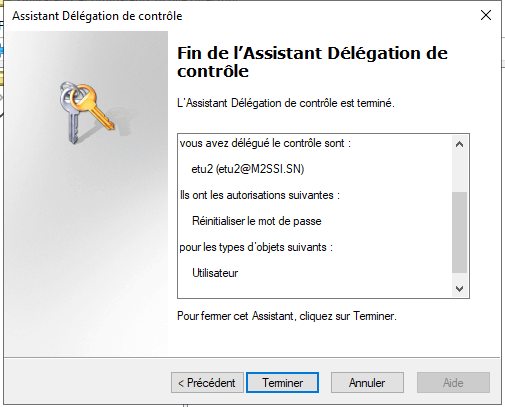 Assistant Délégation de contrôle
Fin de l'Assistant Délégation de
contrôle
L'Assistant Délégation de contrôle est terminé.
vous avez délégué le contrôle sont :
etu2 (etu2@M2SSI.SN)
Ils ont les autorisations suivantes :
Réinitialiser le mot de passe
pour les types d'objets suivants :
Utilisateur
Pour fermer cet Assistant, cliquez sur Terminer.
< Précédent
Terminer
Annuler
Aide